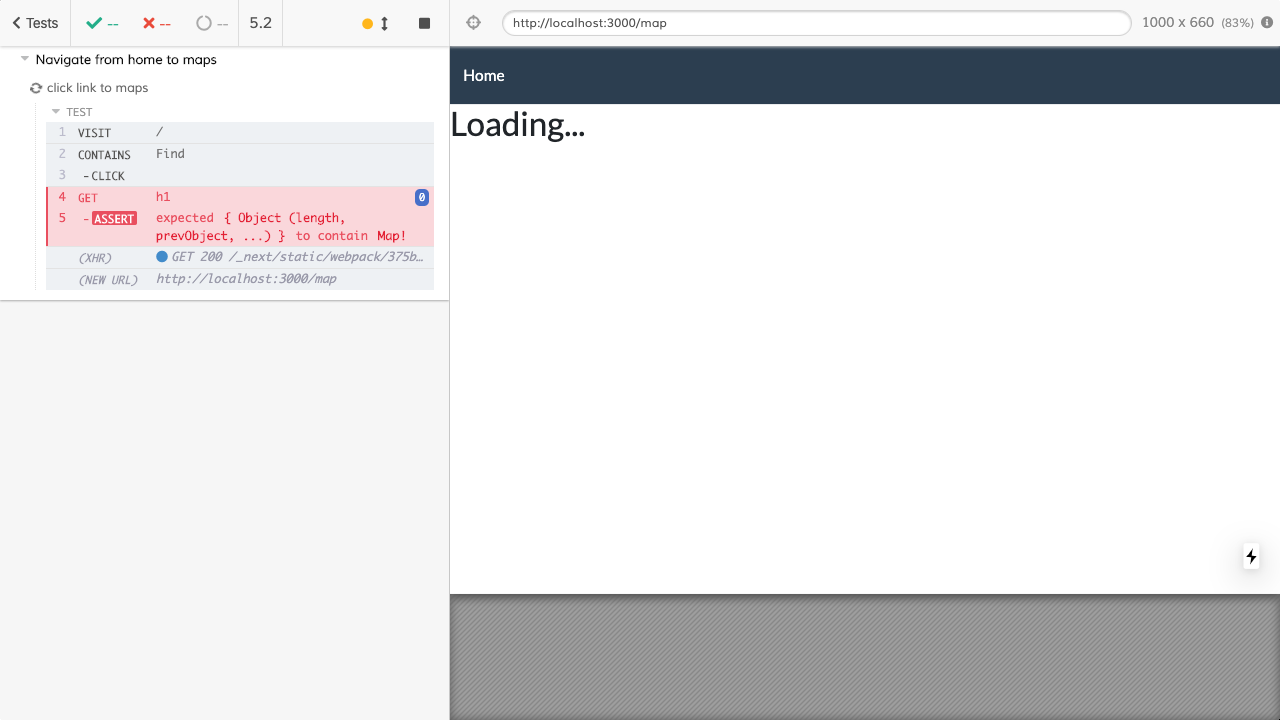 Tests -- -- -- 5.2
http://localhost:3000/map 1000 x 660 (83%)
Navigate from home to maps
click link to maps
TEST
1 VISIT /
2 CONTAINS Find
3 -CLICK
4 GET h1 0
5 -ASSERT expected { Object (length,
prevObject, ...) } to contain Map!
(XHR) GET 200 /_next/static/webpack/375b…
(NEW URL) http://localhost:3000/map
Home
Loading...